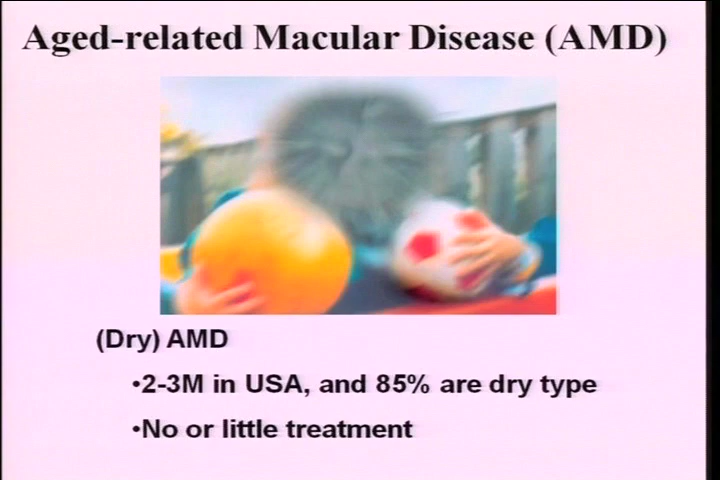 Aged-related Macular Disease (AMD)
(Dry) AMD
•2-3M in USA, and 85% are dry type
•No or little treatment